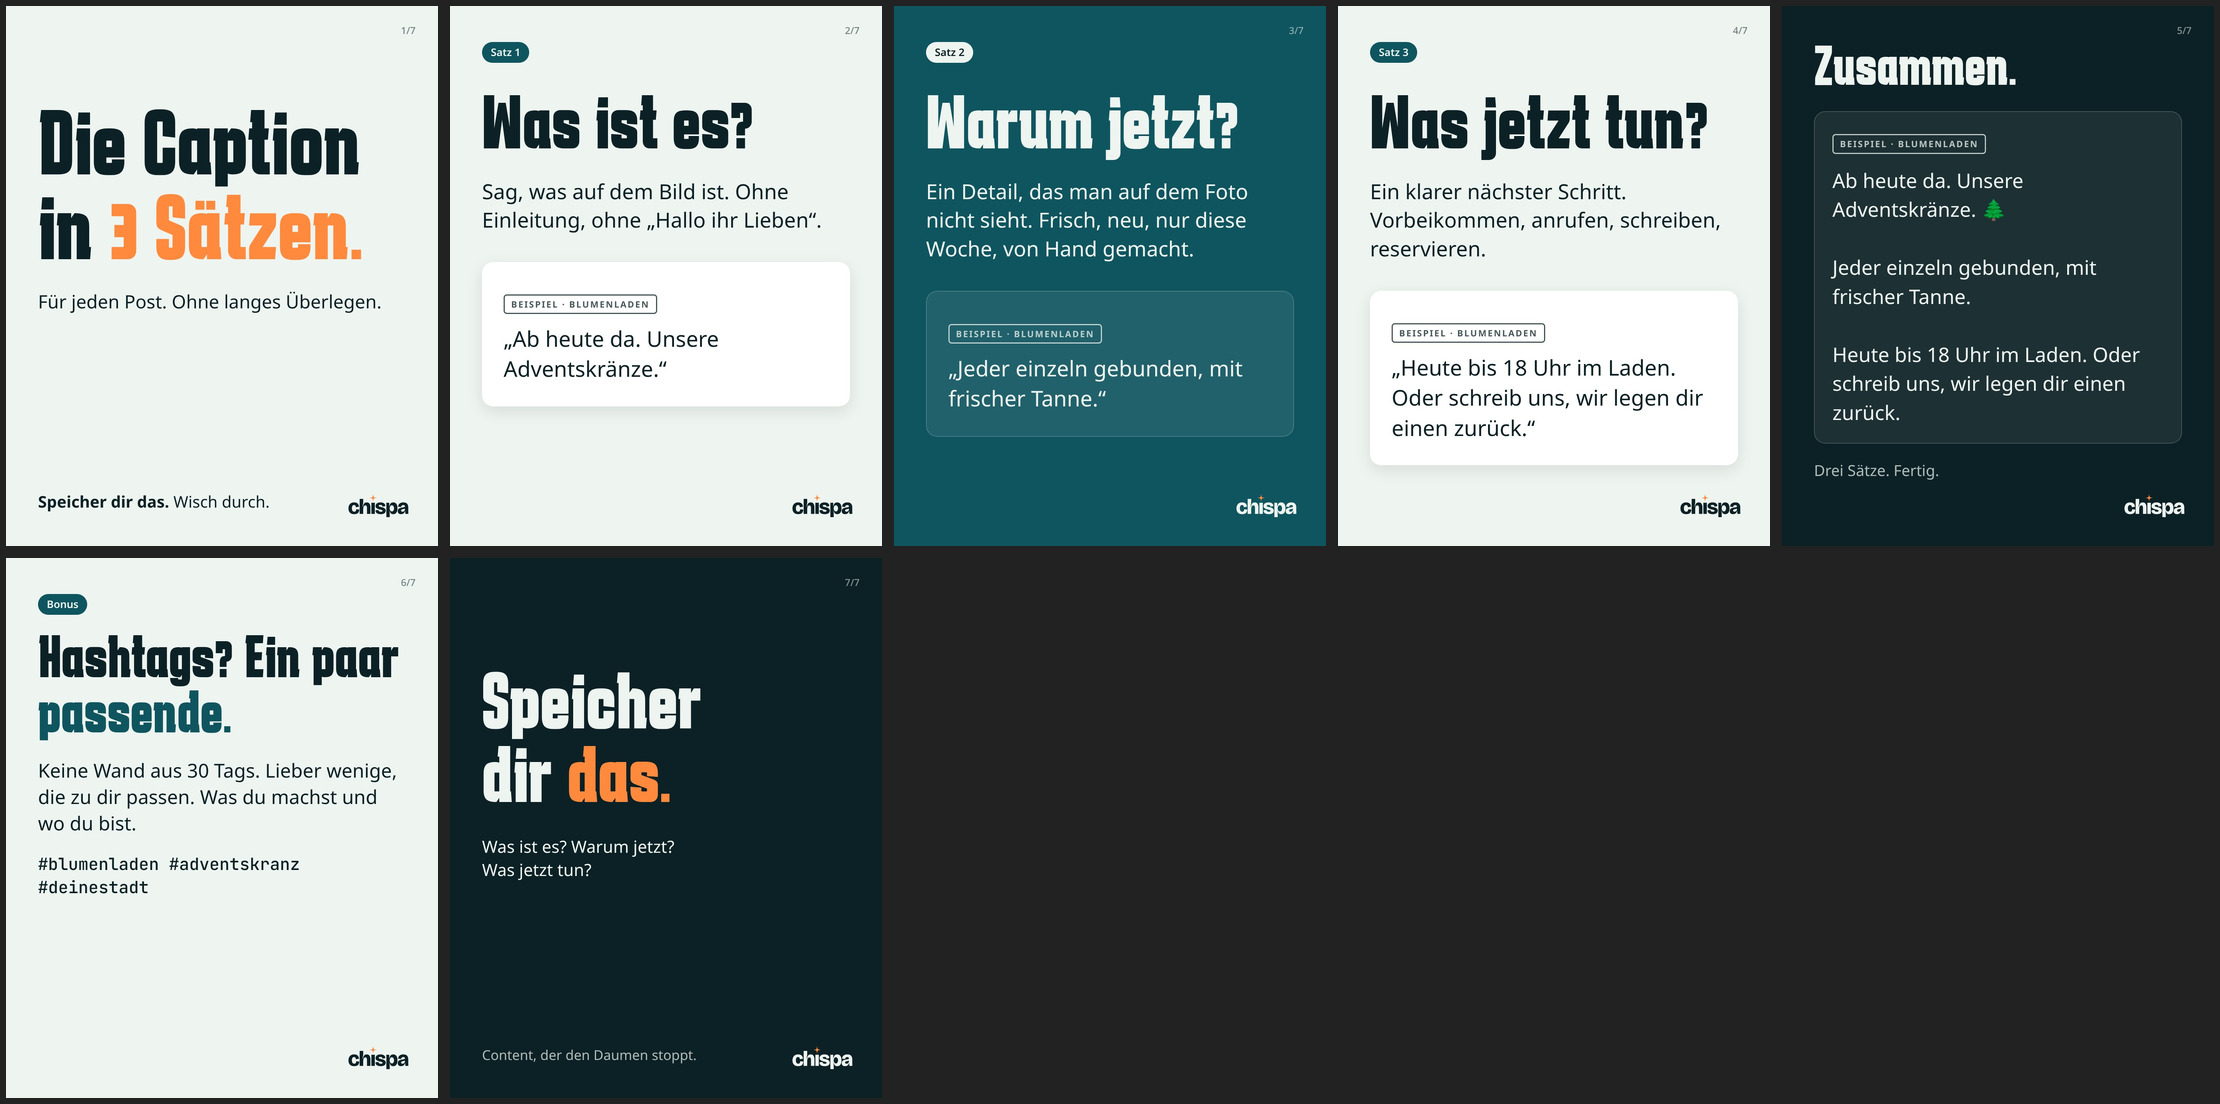 1/7
Die Caption
in 3 Sätzen.
Für jeden Post. Ohne langes Überlegen.
Speicher dir das. Wisch durch.
chispa
2/7
Satz 1
Was ist es?
Sag, was auf dem Bild ist. Ohne
Einleitung, ohne „Hallo ihr Lieben“.
BEISPIEL · BLUMENLADEN
„Ab heute da. Unsere
Adventskränze.“
chispa
3/7
Satz 2
Warum jetzt?
Ein Detail, das man auf dem Foto
nicht sieht. Frisch, neu, nur diese
Woche, von Hand gemacht.
BEISPIEL · BLUMENLADEN
„Jeder einzeln gebunden, mit
frischer Tanne.“
chispa
4/7
Satz 3
Was jetzt tun?
Ein klarer nächster Schritt.
Vorbeikommen, anrufen, schreiben,
reservieren.
BEISPIEL · BLUMENLADEN
„Heute bis 18 Uhr im Laden.
Oder schreib uns, wir legen dir
einen zurück.“
chispa
5/7
Zusammen.
BEISPIEL · BLUMENLADEN
Ab heute da. Unsere
Adventskränze. 🌲
Jeder einzeln gebunden, mit
frischer Tanne.
Heute bis 18 Uhr im Laden. Oder
schreib uns, wir legen dir einen
zurück.
Drei Sätze. Fertig.
chispa
6/7
Bonus
Hashtags? Ein paar
passende.
Keine Wand aus 30 Tags. Lieber wenige,
die zu dir passen. Was du machst und
wo du bist.
#blumenladen #adventskranz
#deinestadt
chispa
7/7
Speicher
dir das.
Was ist es? Warum jetzt?
Was jetzt tun?
Content, der den Daumen stoppt.
chispa